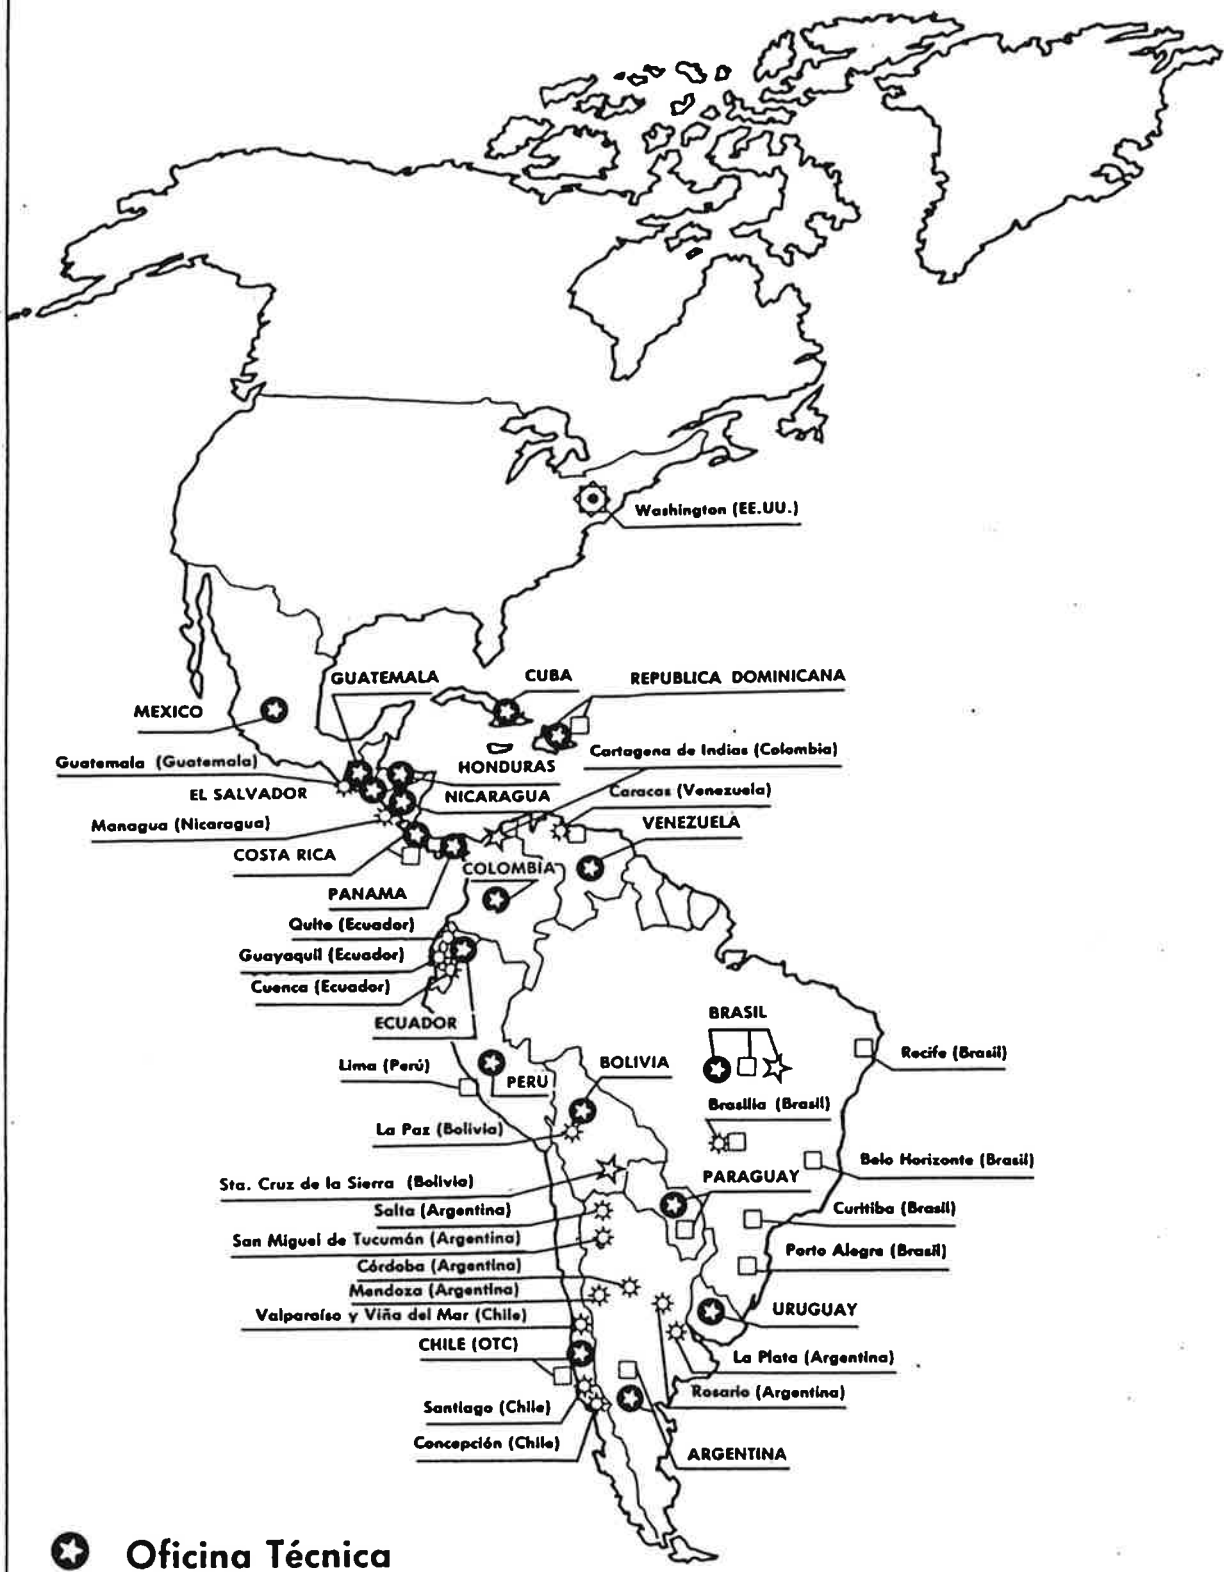 Washington (EE.UU.)
GUATEMALA
CUBA
REPUBLICA DOMINICANA
MEXICO
Cartagena de Indias (Colombia)
Guatemala (Guatemala)
HONDURAS
EL SALVADOR
NICARAGUA
Caracas (Venezuela)
Managua (Nicaragua)
VENEZUELA
COSTA RICA
COLOMBIA
PANAMA
Quito (Ecuador)
Guayaquil (Ecuador)
Cuenca (Ecuador)
ECUADOR
BRASIL
Recife (Brasil)
Lima (Perú)
PERU
BOLIVIA
Brasilia (Brasil)
La Paz (Bolivia)
Belo Horizonte (Brasil)
Sta. Cruz de la Sierra (Bolivia)
PARAGUAY
Salta (Argentina)
Curitiba (Brasil)
San Miguel de Tucumán (Argentina)
Porto Alegre (Brasil)
Córdoba (Argentina)
Mendoza (Argentina)
Valparaíso y Viña del Mar (Chile)
URUGUAY
CHILE (OTC)
La Plata (Argentina)
Rosario (Argentina)
Santiago (Chile)
Concepción (Chile)
ARGENTINA
Oficina Técnica